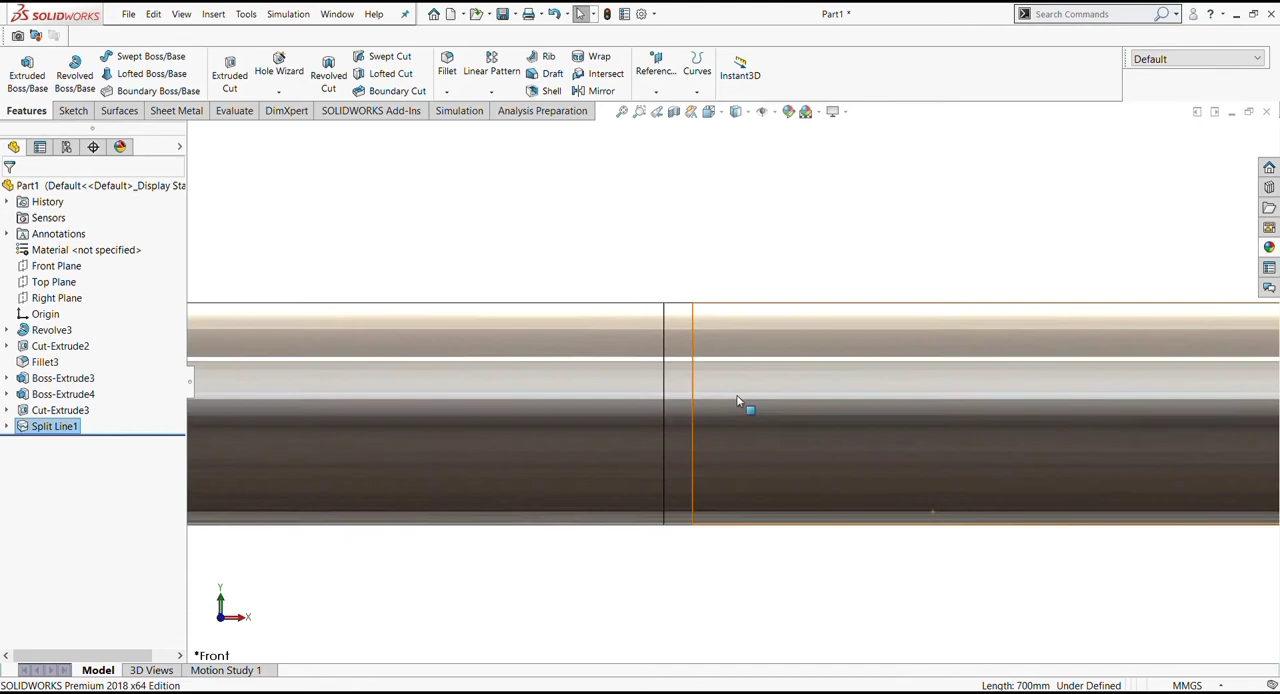 SOLIDWORKS File Edit View Insert Tools Simulation Window Help Part1 * Search Commands ?
Extruded Boss/Base Revolved Boss/Base Swept Boss/Base Lofted Boss/Base Boundary Boss/Base Extruded Cut Hole Wizard Revolved Cut Swept Cut Lofted Cut Boundary Cut Fillet Linear Pattern Rib Draft Shell Wrap Intersect Mirror Referenc... Curves Instant3D Default
Features Sketch Surfaces Sheet Metal Evaluate DimXpert SOLIDWORKS Add-Ins Simulation Analysis Preparation
Part1 (Default<<Default>_Display Sta
History
Sensors
Annotations
Material <not specified>
Front Plane
Top Plane
Right Plane
Origin
Revolve3
Cut-Extrude2
Fillet3
Boss-Extrude3
Boss-Extrude4
Cut-Extrude3
Split Line1
Y
X
*Front
Model 3D Views Motion Study 1
SOLIDWORKS Premium 2018 x64 Edition Length: 700mm Under Defined MMGS